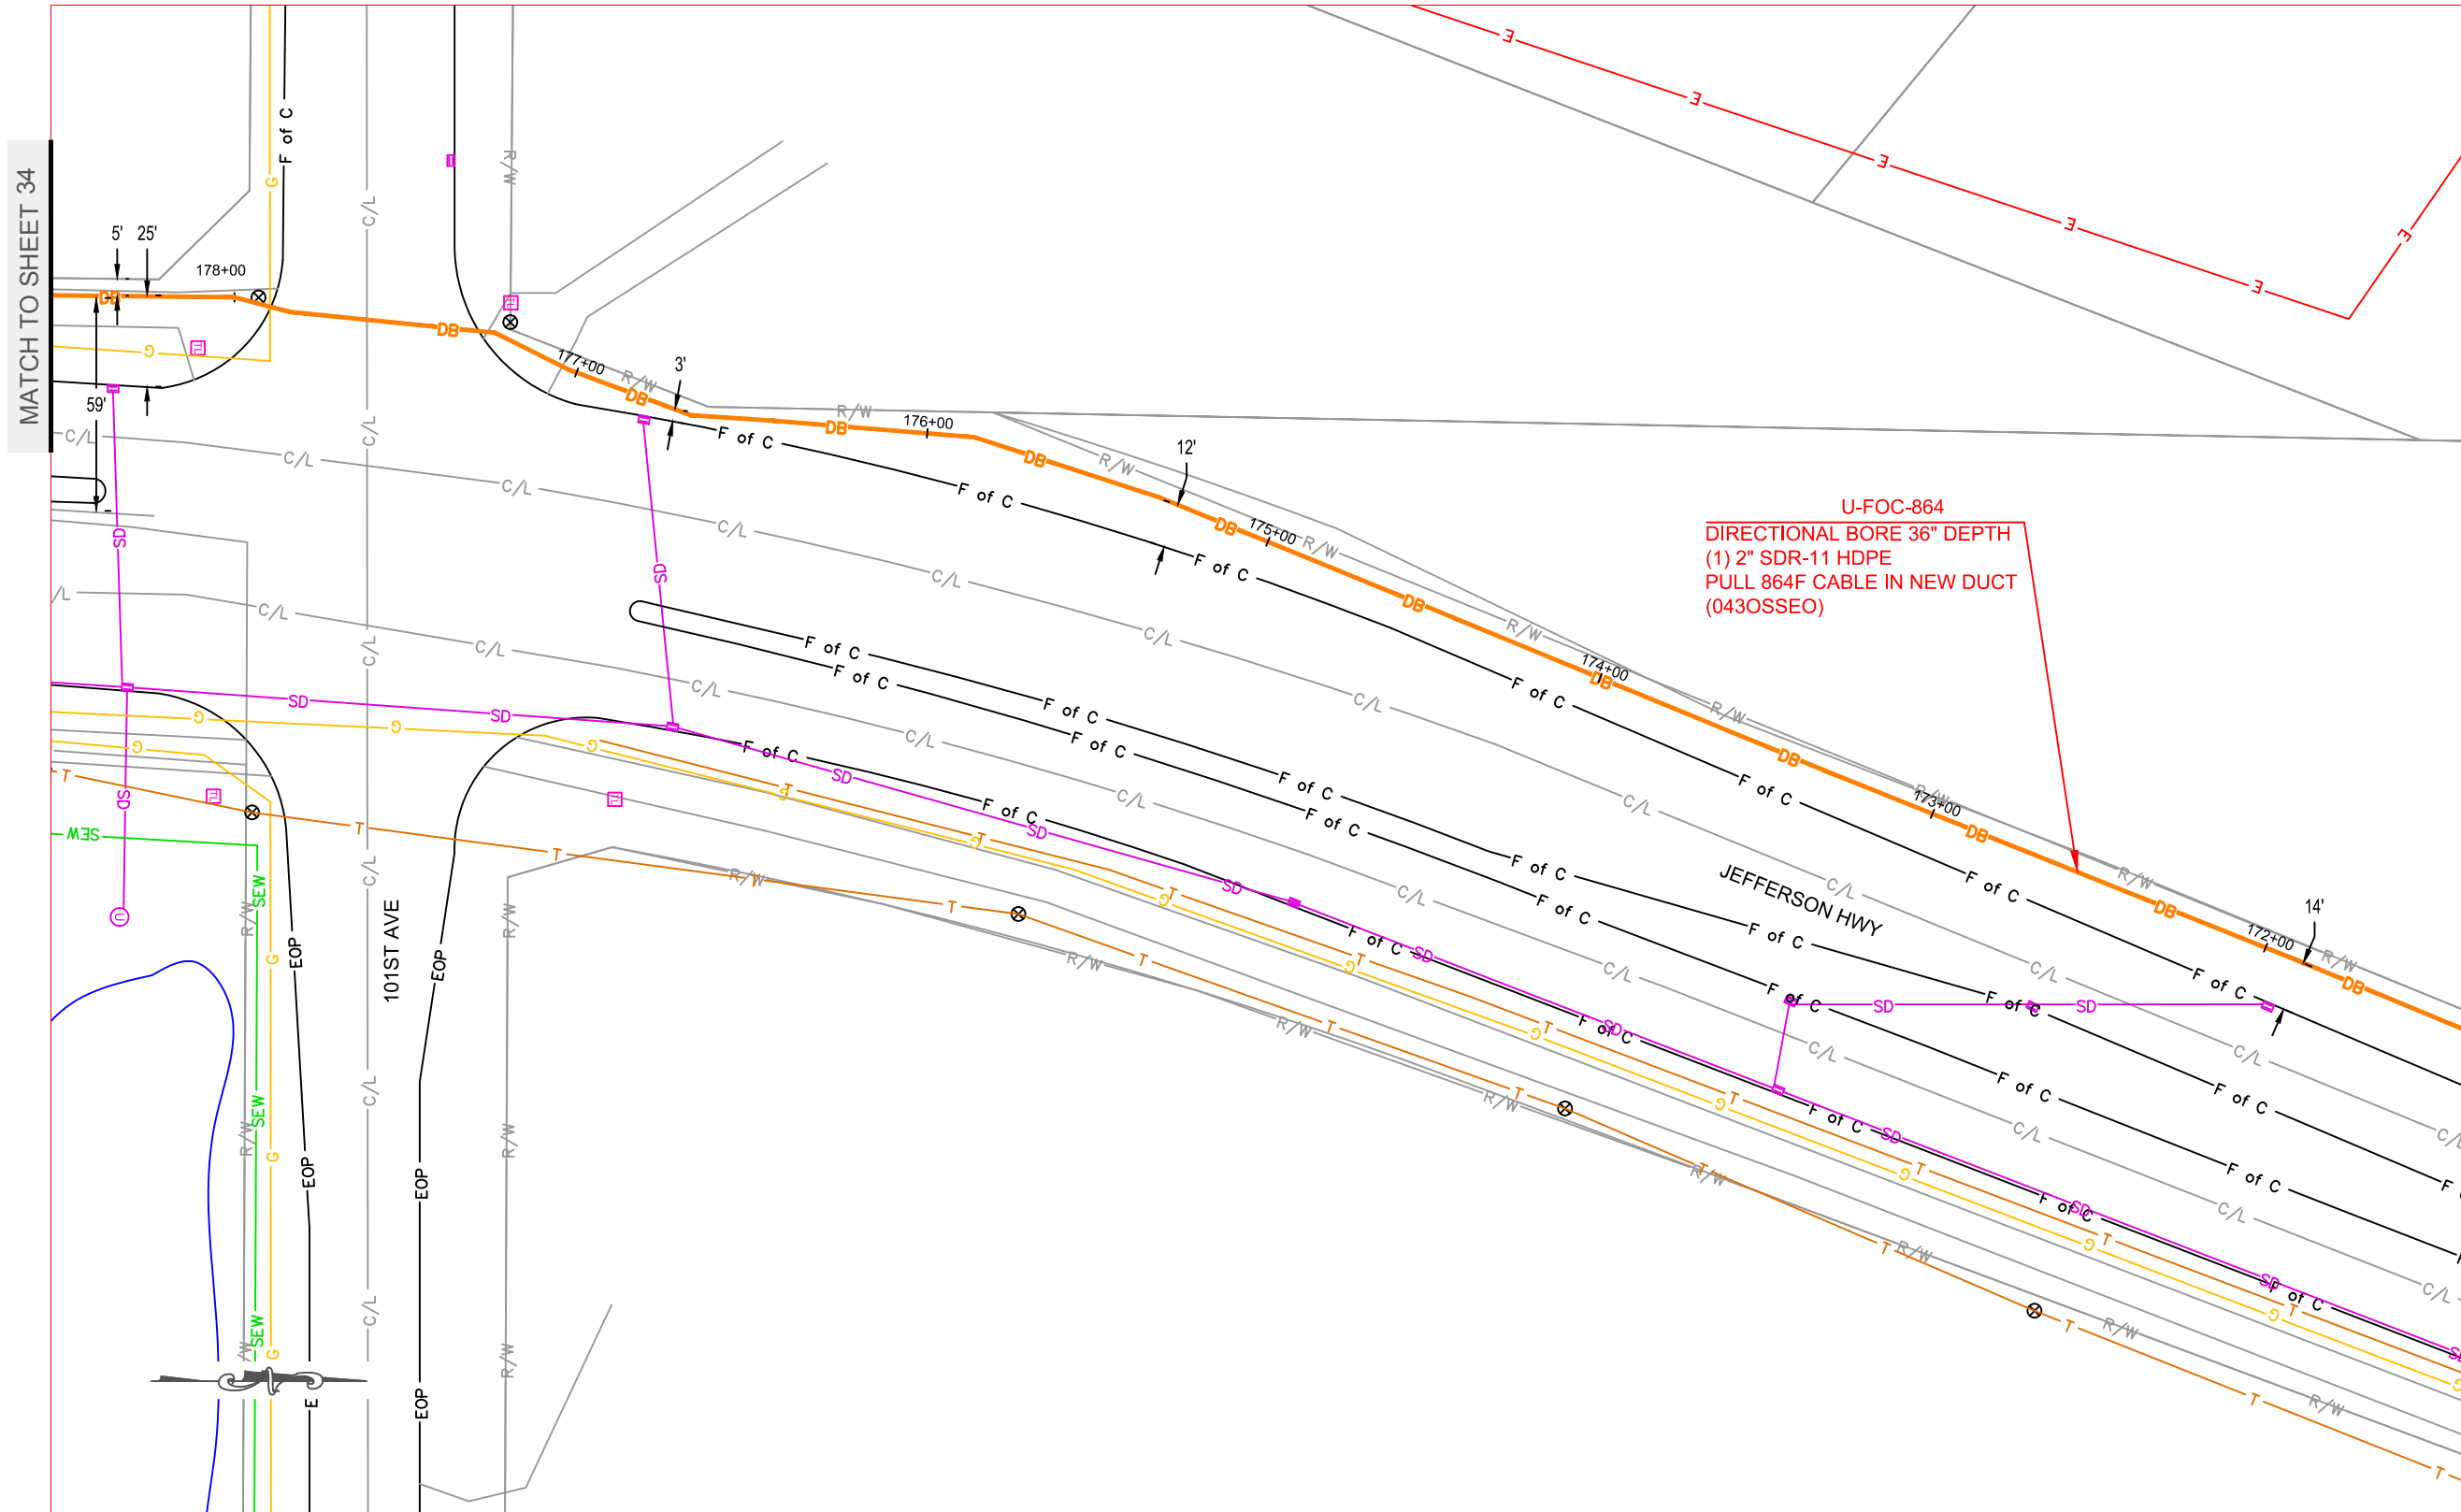 MATCH TO SHEET 34
5'
25'
59'
178+00
177+00
3'
176+00
12'
175+00
174+00
173+00
172+00
14'
U-FOC-864
DIRECTIONAL BORE 36" DEPTH
(1) 2" SDR-11 HDPE
PULL 864F CABLE IN NEW DUCT
(043OSSEO)
JEFFERSON HWY
101ST AVE
F of C
R/W
C/L
G
DB
SD
SEW
T
E
EOP
TL
U